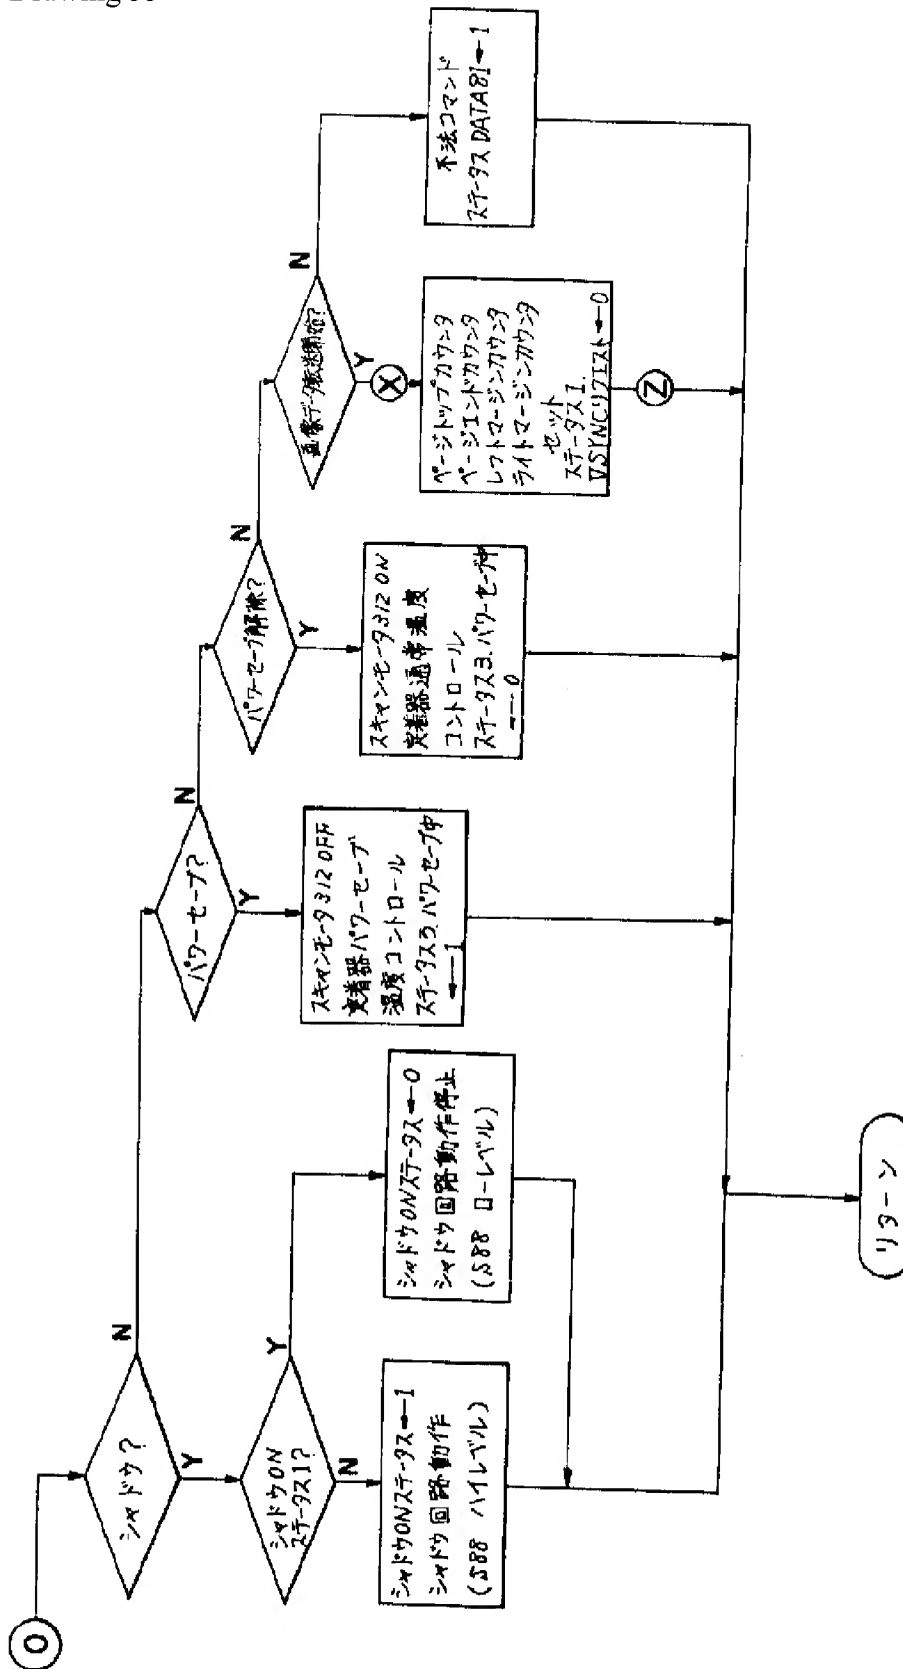 O
シャドウ?
N
Y
シャドウON
ステータス1?
Y
N
シャドウONステータス←1
シャドウ回路動作
(S88 ハイレベル)
シャドウONステータス←0
シャドウ回路動作停止
(S88 ローレベル)
パワーセーブ?
N
Y
スキャンモータ312 OFF
定着器パワーセーブ
温度コントロール
ステータス3.パワーセーブ中
←1
パワーセーブ解除?
N
Y
スキャンモータ312 ON
定着器通常温度
コントロール
ステータス3.パワーセーブ中
←0
画像データ転送開始?
N
Y
X
ページトップカウンタ
ページエンドカウンタ
レフトマージンカウンタ
ライトマージンカウンタ
セット
ステータス1.
VSYNCリクエスト←0
Z
不法コマンド
ステータスDATA81←1
リターン